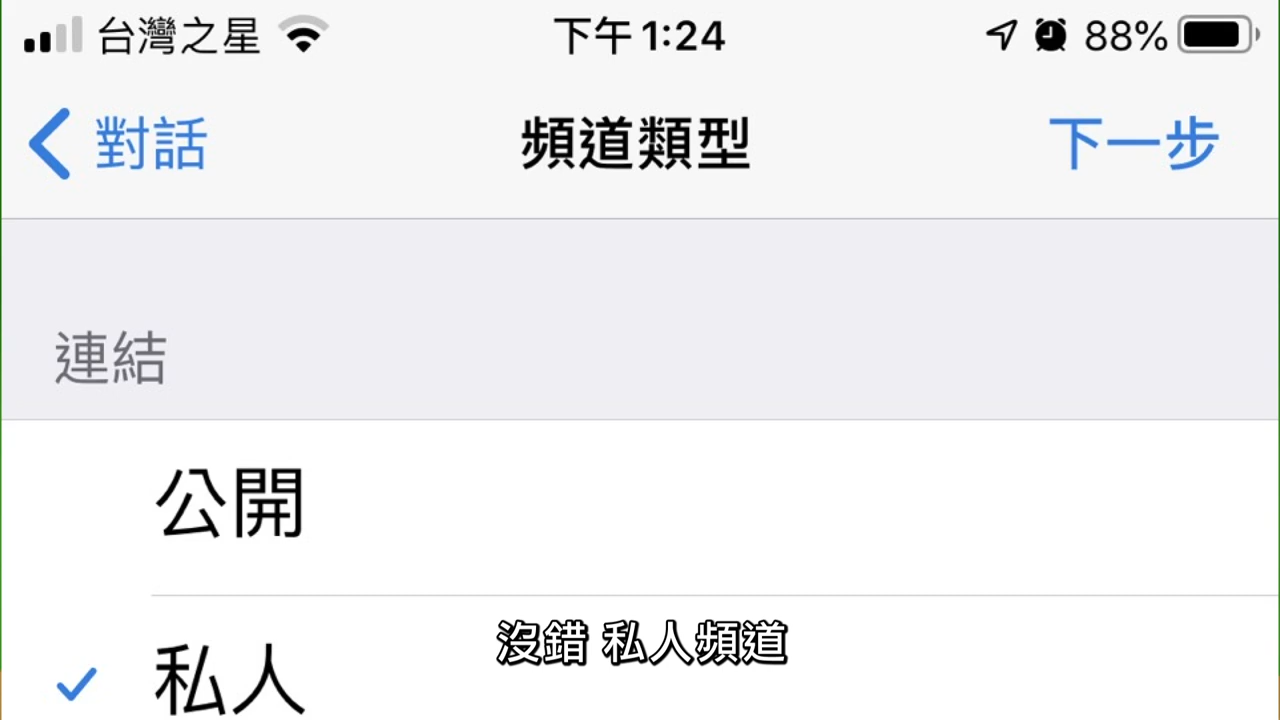 台灣之星 下午1:24 88%
對話 頻道類型 下一步
連結
公開
私人
沒錯 私人頻道